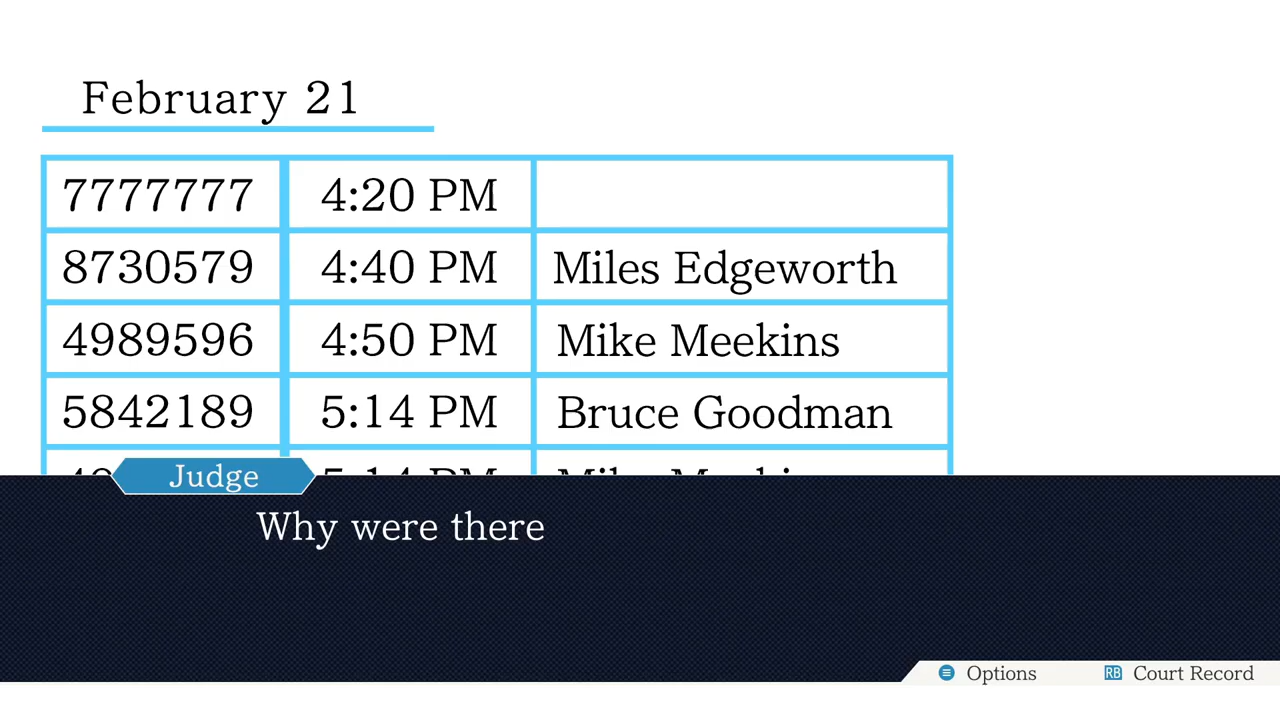 February 21
7777777 4:20 PM
8730579 4:40 PM Miles Edgeworth
4989596 4:50 PM Mike Meekins
5842189 5:14 PM Bruce Goodman
Judge
Why were there
Options RB Court Record